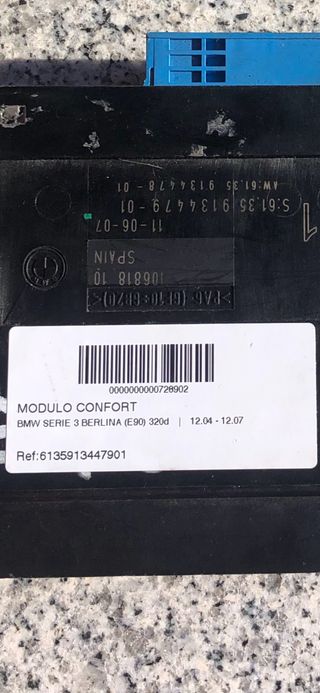 AW:61.35 9134478-01
S:61.35 9134479-01
11-06-07
SPAIN
106818 10
1
0000000000728902
MODULO CONFORT
BMW SERIE 3 BERLINA (E90) 320d | 12.04 - 12.07
Ref:6135913447901